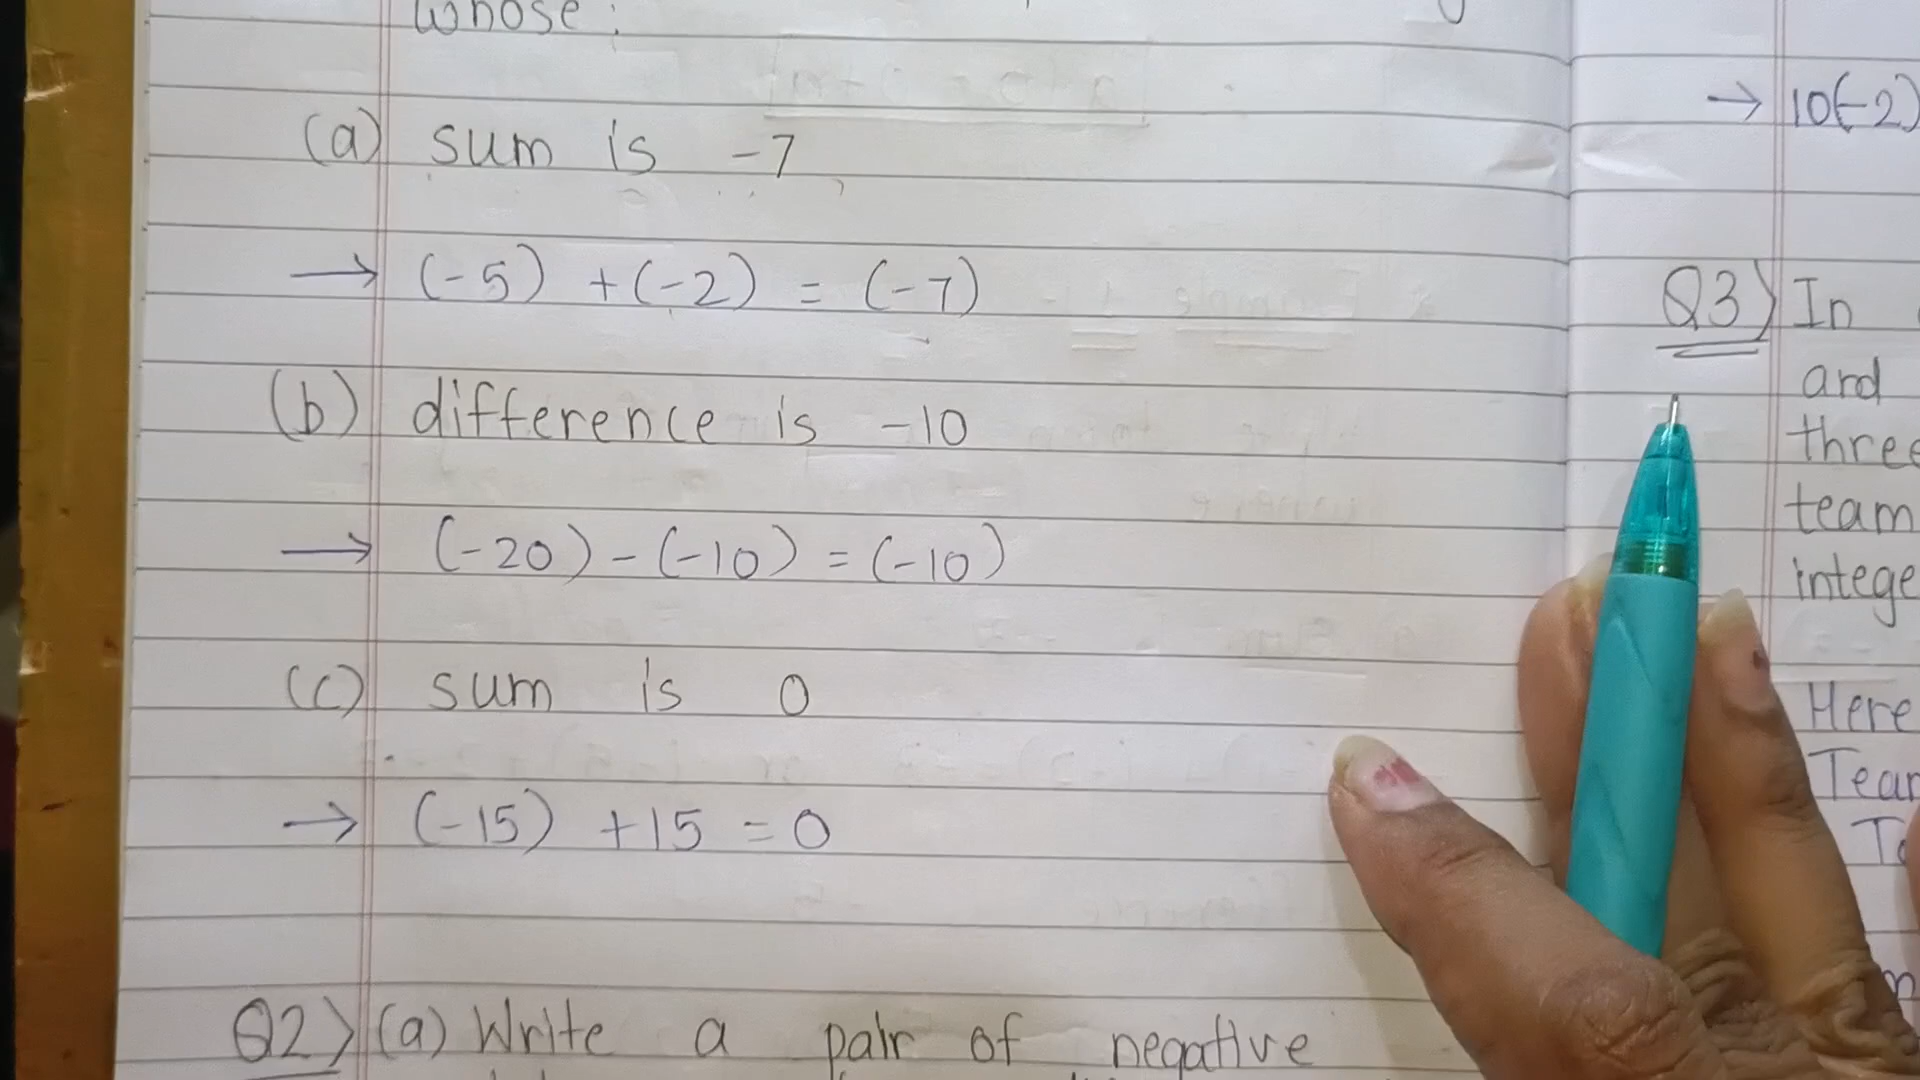 whose:
(a) sum is -7
→ (-5) + (-2) = (-7)
(b) difference is -10
→ (-20) - (-10) = (-10)
(c) sum is 0
→ (-15) + 15 = 0
Q2) (a) Write a pair of negative
→ 10(-2)
Q3) In
and
three
team
intege
Here
Team